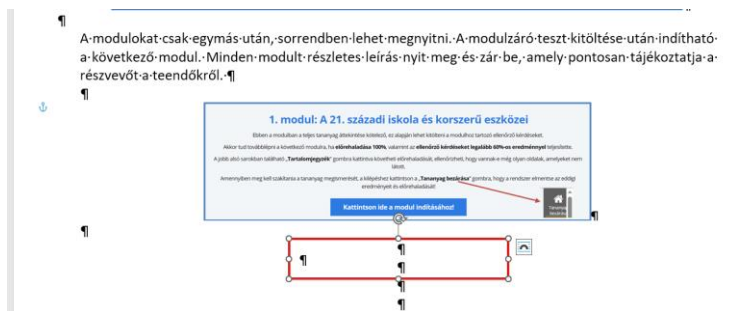 A modulokat csak egymás után, sorrendben lehet megnyitni. A modulzáró teszt kitöltése után indítható
a következő modul. Minden modult részletes leírás nyit meg és zár be, amely pontosan tájékoztatja a
részvevőt a teendőkről.
1. modul: A 21. századi iskola és korszerű eszközei
Ebben a modulban a teljes tananyag áttekintése kötelező, ez alapján lehet kitölteni a modulhoz tartozó ellenőrző kérdéseket.
Akkor tud továbblépni a következő modulra, ha előrehaladása 100%, valamint az ellenőrző kérdéseket legalább 60%-os eredménnyel teljesítette.
A jobb alsó sarokban található „Tartalomjegyzék" gombra kattintva követheti előrehaladását, ellenőrizheti, hogy vannak-e még olyan oldalak, amelyeket nem
látott.
Amennyiben meg kell szakítania a tananyag megismerését, a kilépéshez kattintson a „Tananyag bezárása" gombra, hogy a rendszer elmentse az eddigi
eredményeit és előrehaladását!
Kattintson ide a modul indításához!
Tananyag
bezárása